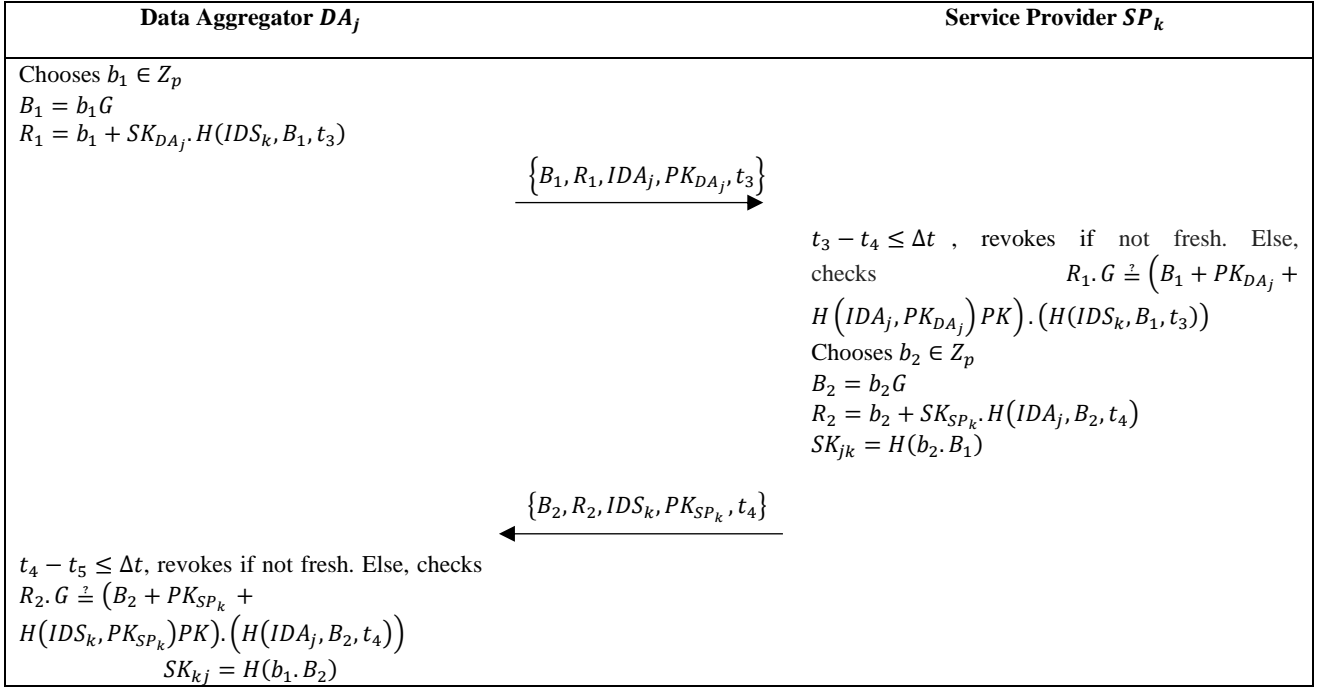 Data Aggregator DA_j
Service Provider SP_k
Chooses b_1 ∈ Z_p
B_1 = b_1G
R_1 = b_1 + SK_{DA_j}.H(IDS_k, B_1, t_3)
{B_1, R_1, IDA_j, PK_{DA_j}, t_3}
t_3 − t_4 ≤ Δt , revokes if not fresh. Else,
checks R_1.G ≟ (B_1 + PK_{DA_j} +
H(IDA_j, PK_{DA_j})PK).(H(IDS_k, B_1, t_3))
Chooses b_2 ∈ Z_p
B_2 = b_2G
R_2 = b_2 + SK_{SP_k}.H(IDA_j, B_2, t_4)
SK_{jk} = H(b_2.B_1)
{B_2, R_2, IDS_k, PK_{SP_k}, t_4}
t_4 − t_5 ≤ Δt, revokes if not fresh. Else, checks
R_2.G ≟ (B_2 + PK_{SP_k} +
H(IDS_k, PK_{SP_k})PK).(H(IDA_j, B_2, t_4))
SK_{kj} = H(b_1.B_2)